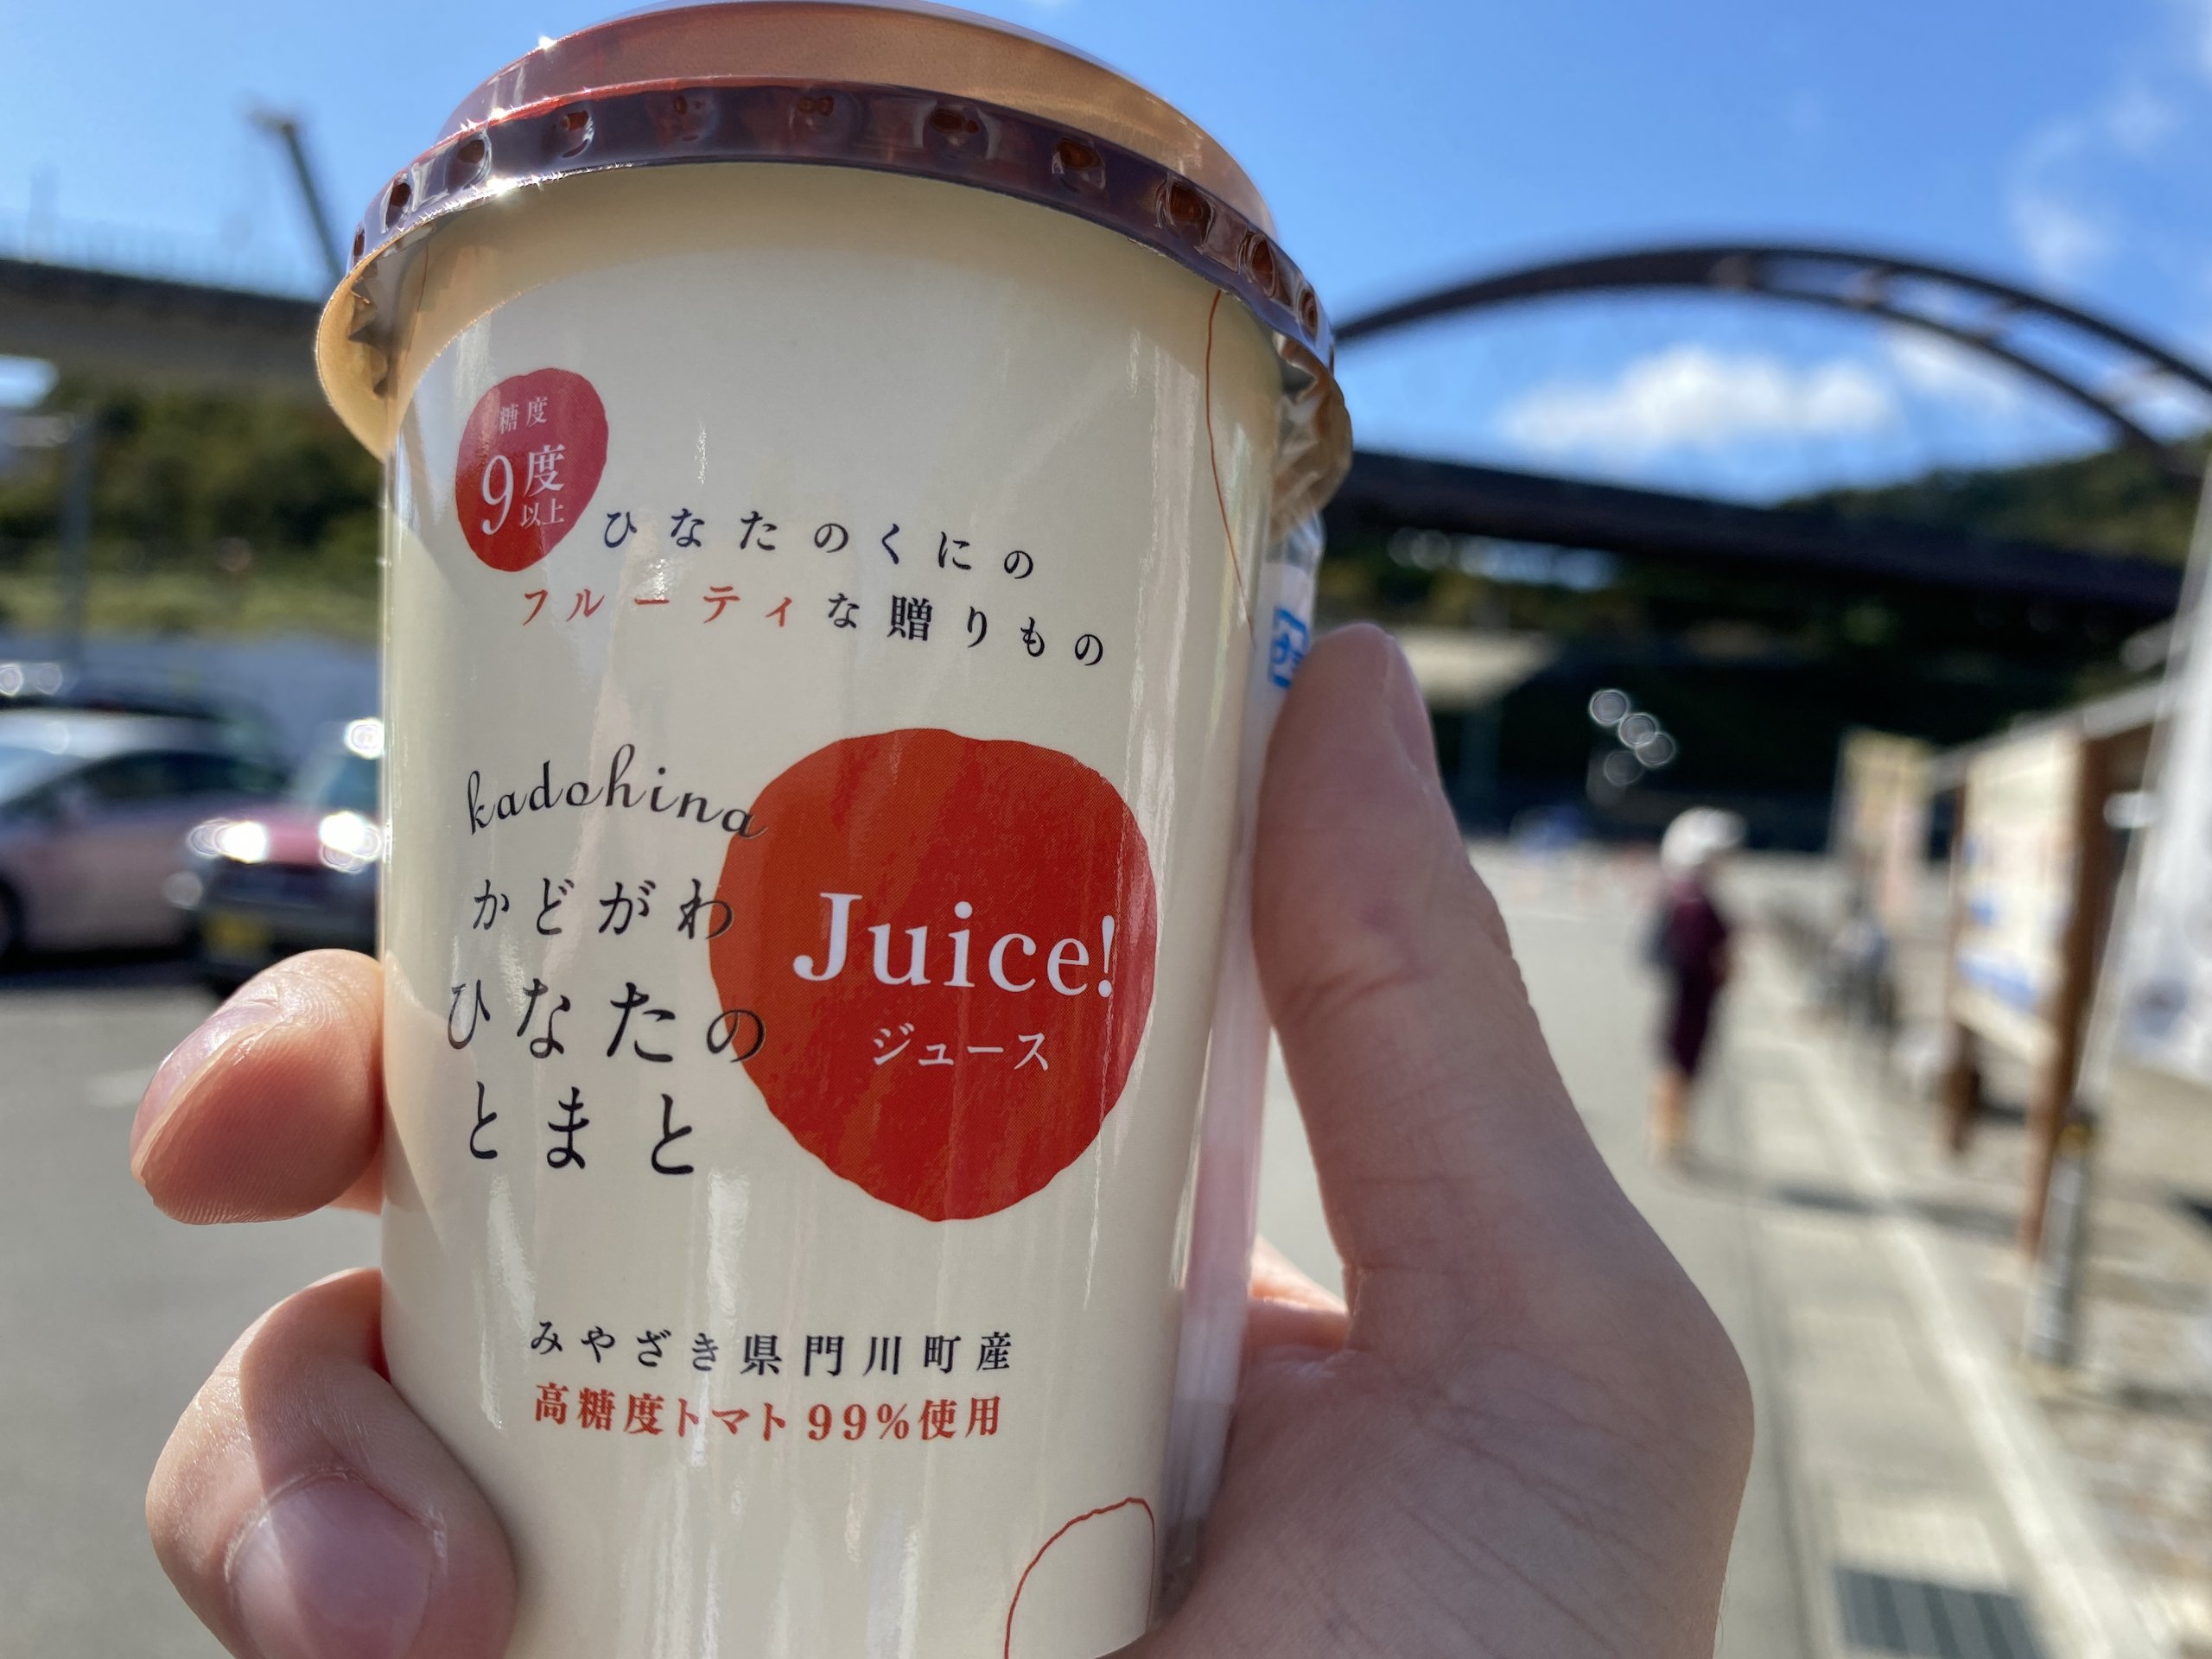 糖度
9度
以上
ひなたのくにの
フルーティな贈りもの
kadohina
かどがわ
ひなたの
とまと
Juice!
ジュース
みやざき県門川町産
高糖度トマト99%使用